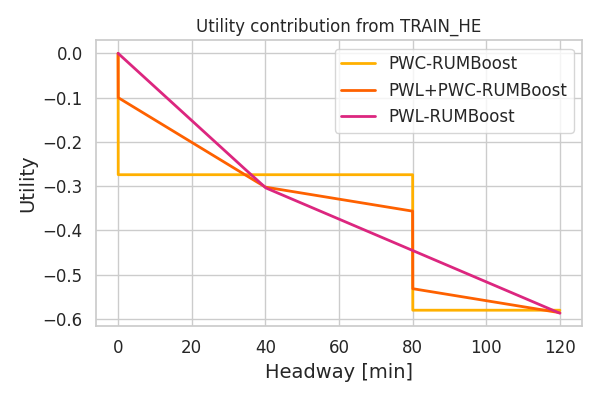 Utility contribution from TRAIN_HE
PWC-RUMBoost
PWL+PWC-RUMBoost
PWL-RUMBoost
Utility
0.0
−0.1
−0.2
−0.3
−0.4
−0.5
−0.6
0 20 40 60 80 100 120
Headway [min]